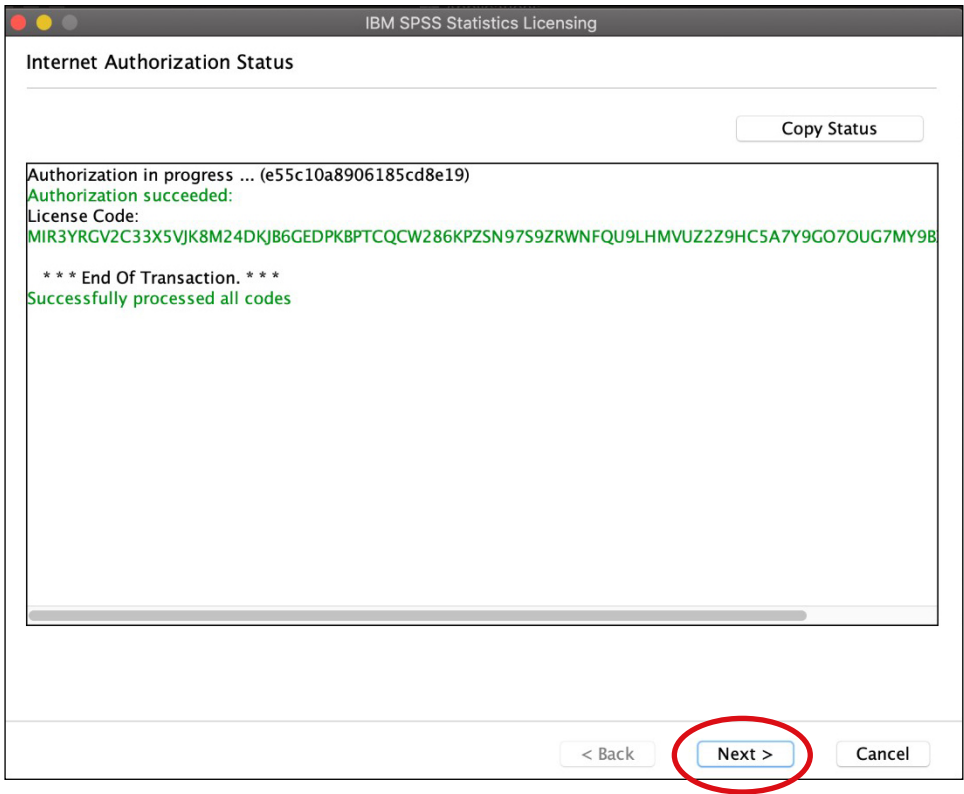 IBM SPSS Statistics Licensing
Internet Authorization Status
Copy Status
Authorization in progress ... (e55c10a8906185cd8e19)
Authorization succeeded:
License Code:
MIR3YRGV2C33X5VJK8M24DKJB6GEDPKBPTCQCW286KPZSN97S9ZRWNFQU9LHMVUZ2Z9HC5A7Y9GO7OUG7MY9B
* * * End Of Transaction. * * *
Successfully processed all codes
< Back
Next >
Cancel